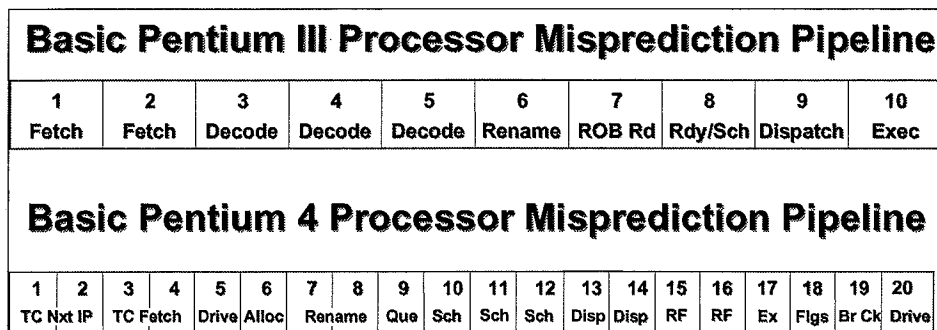 Basic Pentium III Processor Misprediction Pipeline
1 2 3 4 5 6 7 8 9 10
Fetch Fetch Decode Decode Decode Rename ROB Rd Rdy/Sch Dispatch Exec
Basic Pentium 4 Processor Misprediction Pipeline
1 2 3 4 5 6 7 8 9 10 11 12 13 14 15 16 17 18 19 20
TC Nxt IP TC Fetch Drive Alloc Rename Que Sch Sch Sch Disp Disp RF RF Ex Flgs Br Ck Drive